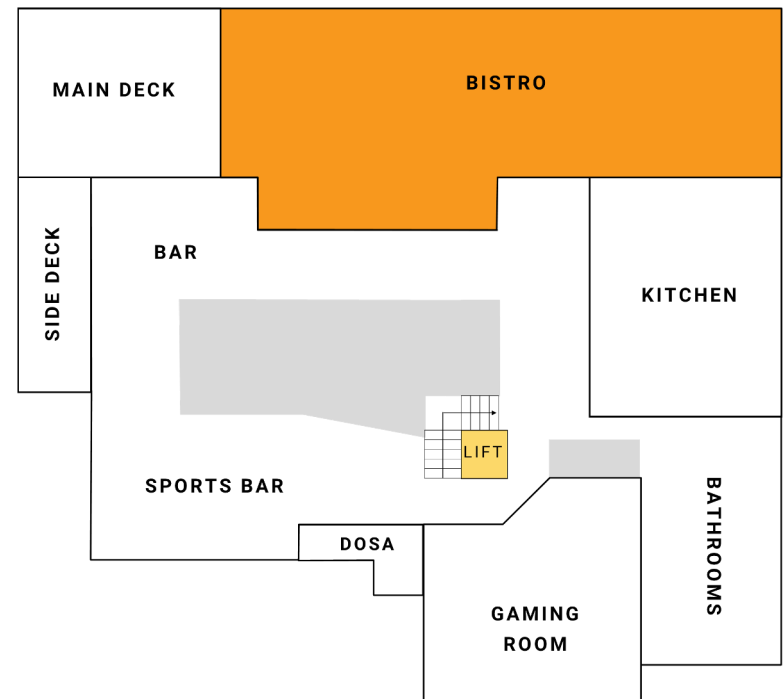 MAIN DECK
BISTRO
SIDE DECK
BAR
KITCHEN
LIFT
SPORTS BAR
DOSA
BATHROOMS
GAMING
ROOM